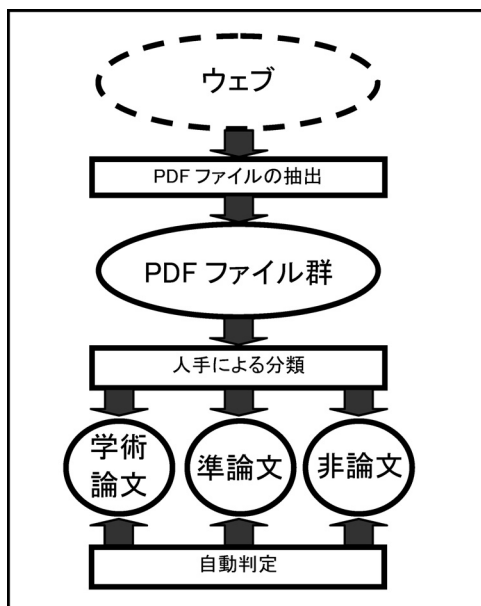 ウェブ
PDF ファイルの抽出
PDF ファイル群
人手による分類
学術
論文
準論文
非論文
自動判定